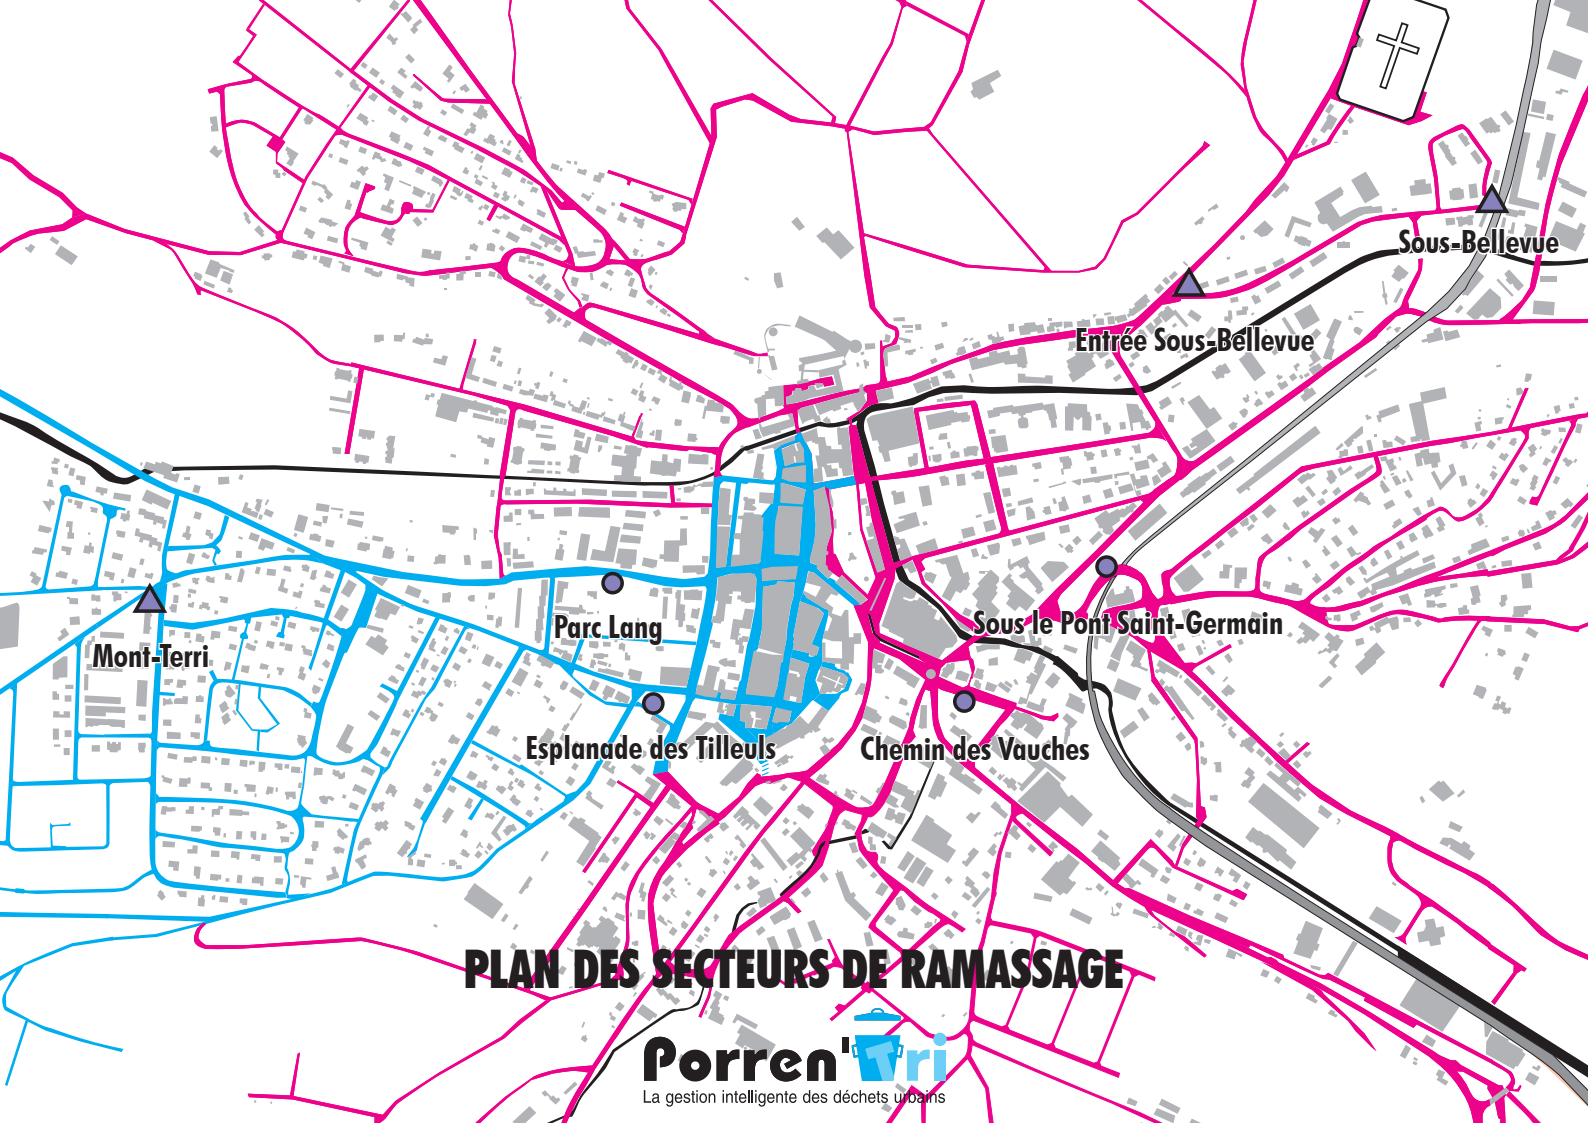 Sous-Bellevue
Entrée Sous-Bellevue
Parc Lang
Sous le Pont Saint-Germain
Mont-Terri
Esplanade des Tilleuls
Chemin des Vauches
PLAN DES SECTEURS DE RAMASSAGE
Porren'Tri
La gestion intelligente des déchets urbains